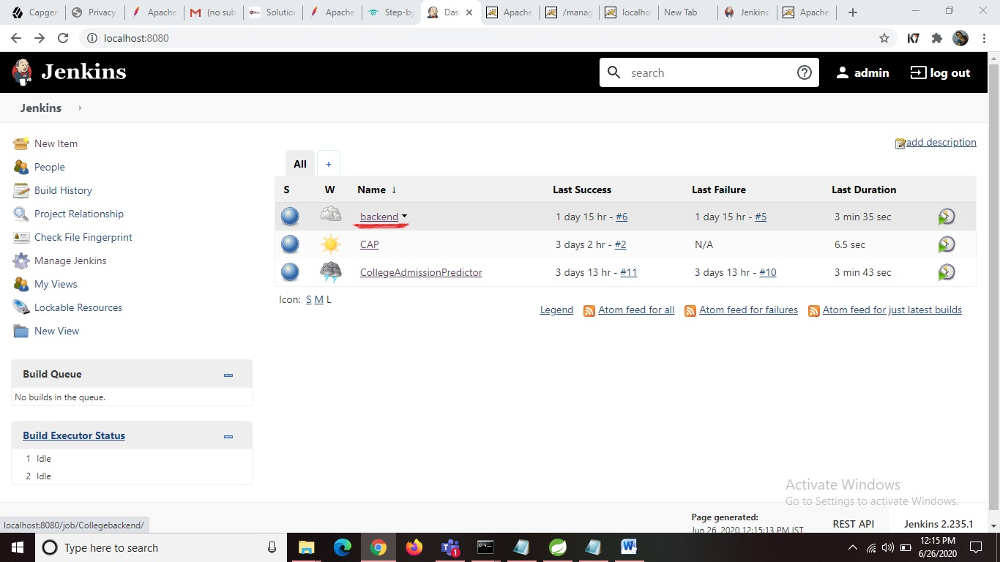 Capgen
Privacy
Apache
(no sub
Solution
Apache
Step-by
Das
Apache
/manag
localho
New Tab
Jenkins
Apache
localhost:8080
Jenkins
search
admin
log out
Jenkins
New Item
People
Build History
Project Relationship
Check File Fingerprint
Manage Jenkins
My Views
Lockable Resources
New View
add description
All
+
S W Name ↓ Last Success Last Failure Last Duration
backend 1 day 15 hr - #6 1 day 15 hr - #5 3 min 35 sec
CAP 3 days 2 hr - #2 N/A 6.5 sec
CollegeAdmissionPredictor 3 days 13 hr - #11 3 days 13 hr - #10 3 min 43 sec
Icon: S M L
Legend Atom feed for all Atom feed for failures Atom feed for just latest builds
Build Queue
No builds in the queue.
Build Executor Status
1 Idle
2 Idle
Activate Windows
Go to Settings to activate Windows.
localhost:8080/job/Collegebackend/
Page generated:
Jun 26, 2020 12:15:13 PM IST
REST API
Jenkins 2.235.1
Type here to search
12:15 PM
6/26/2020